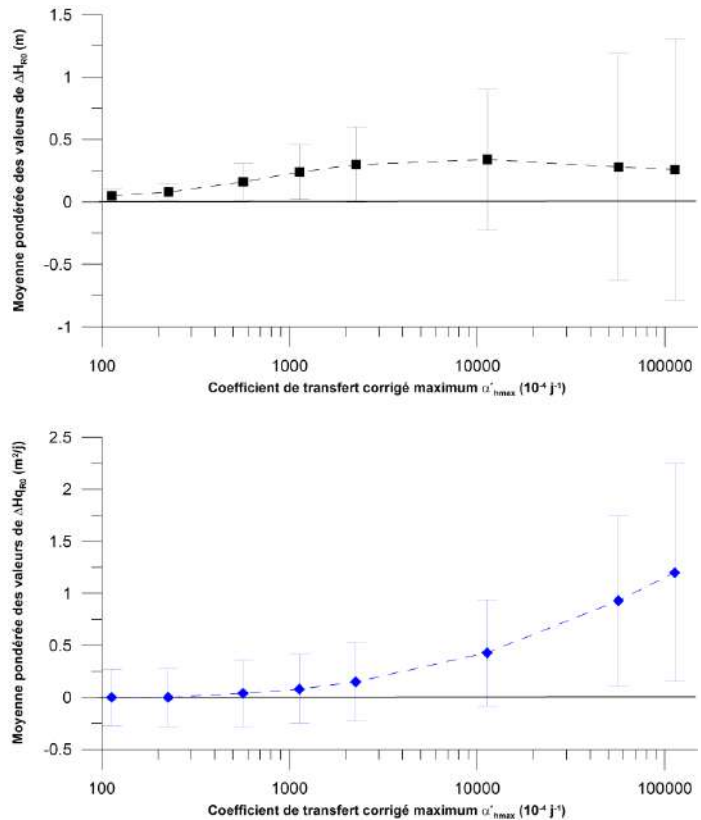 1.5
1
0.5
0
-0.5
-1
Moyenne pondérée des valeurs de ΔH_R0 (m)
100 1000 10000 100000
Coefficient de transfert corrigé maximum α*_hmax (10⁻⁴ j⁻¹)
2.5
2
1.5
1
0.5
0
-0.5
Moyenne pondérée des valeurs de ΔHq_R0 (m²/j)
100 1000 10000 100000
Coefficient de transfert corrigé maximum α*_hmax (10⁻⁴ j⁻¹)